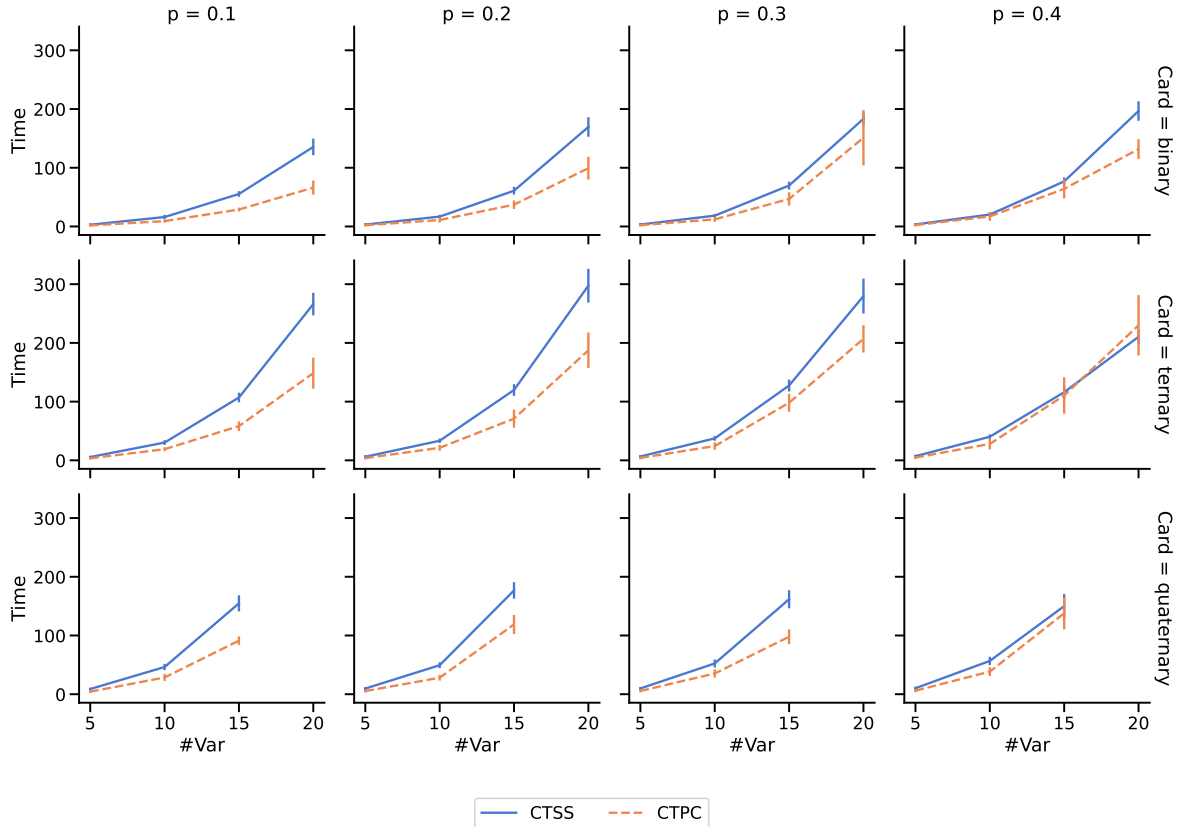 p = 0.1 p = 0.2 p = 0.3 p = 0.4
300
200
100
0
Time
Card = binary
300
200
100
0
Time
Card = ternary
300
200
100
0
Time
Card = quaternary
5 10 15 20 5 10 15 20 5 10 15 20 5 10 15 20
#Var #Var #Var #Var
CTSS CTPC